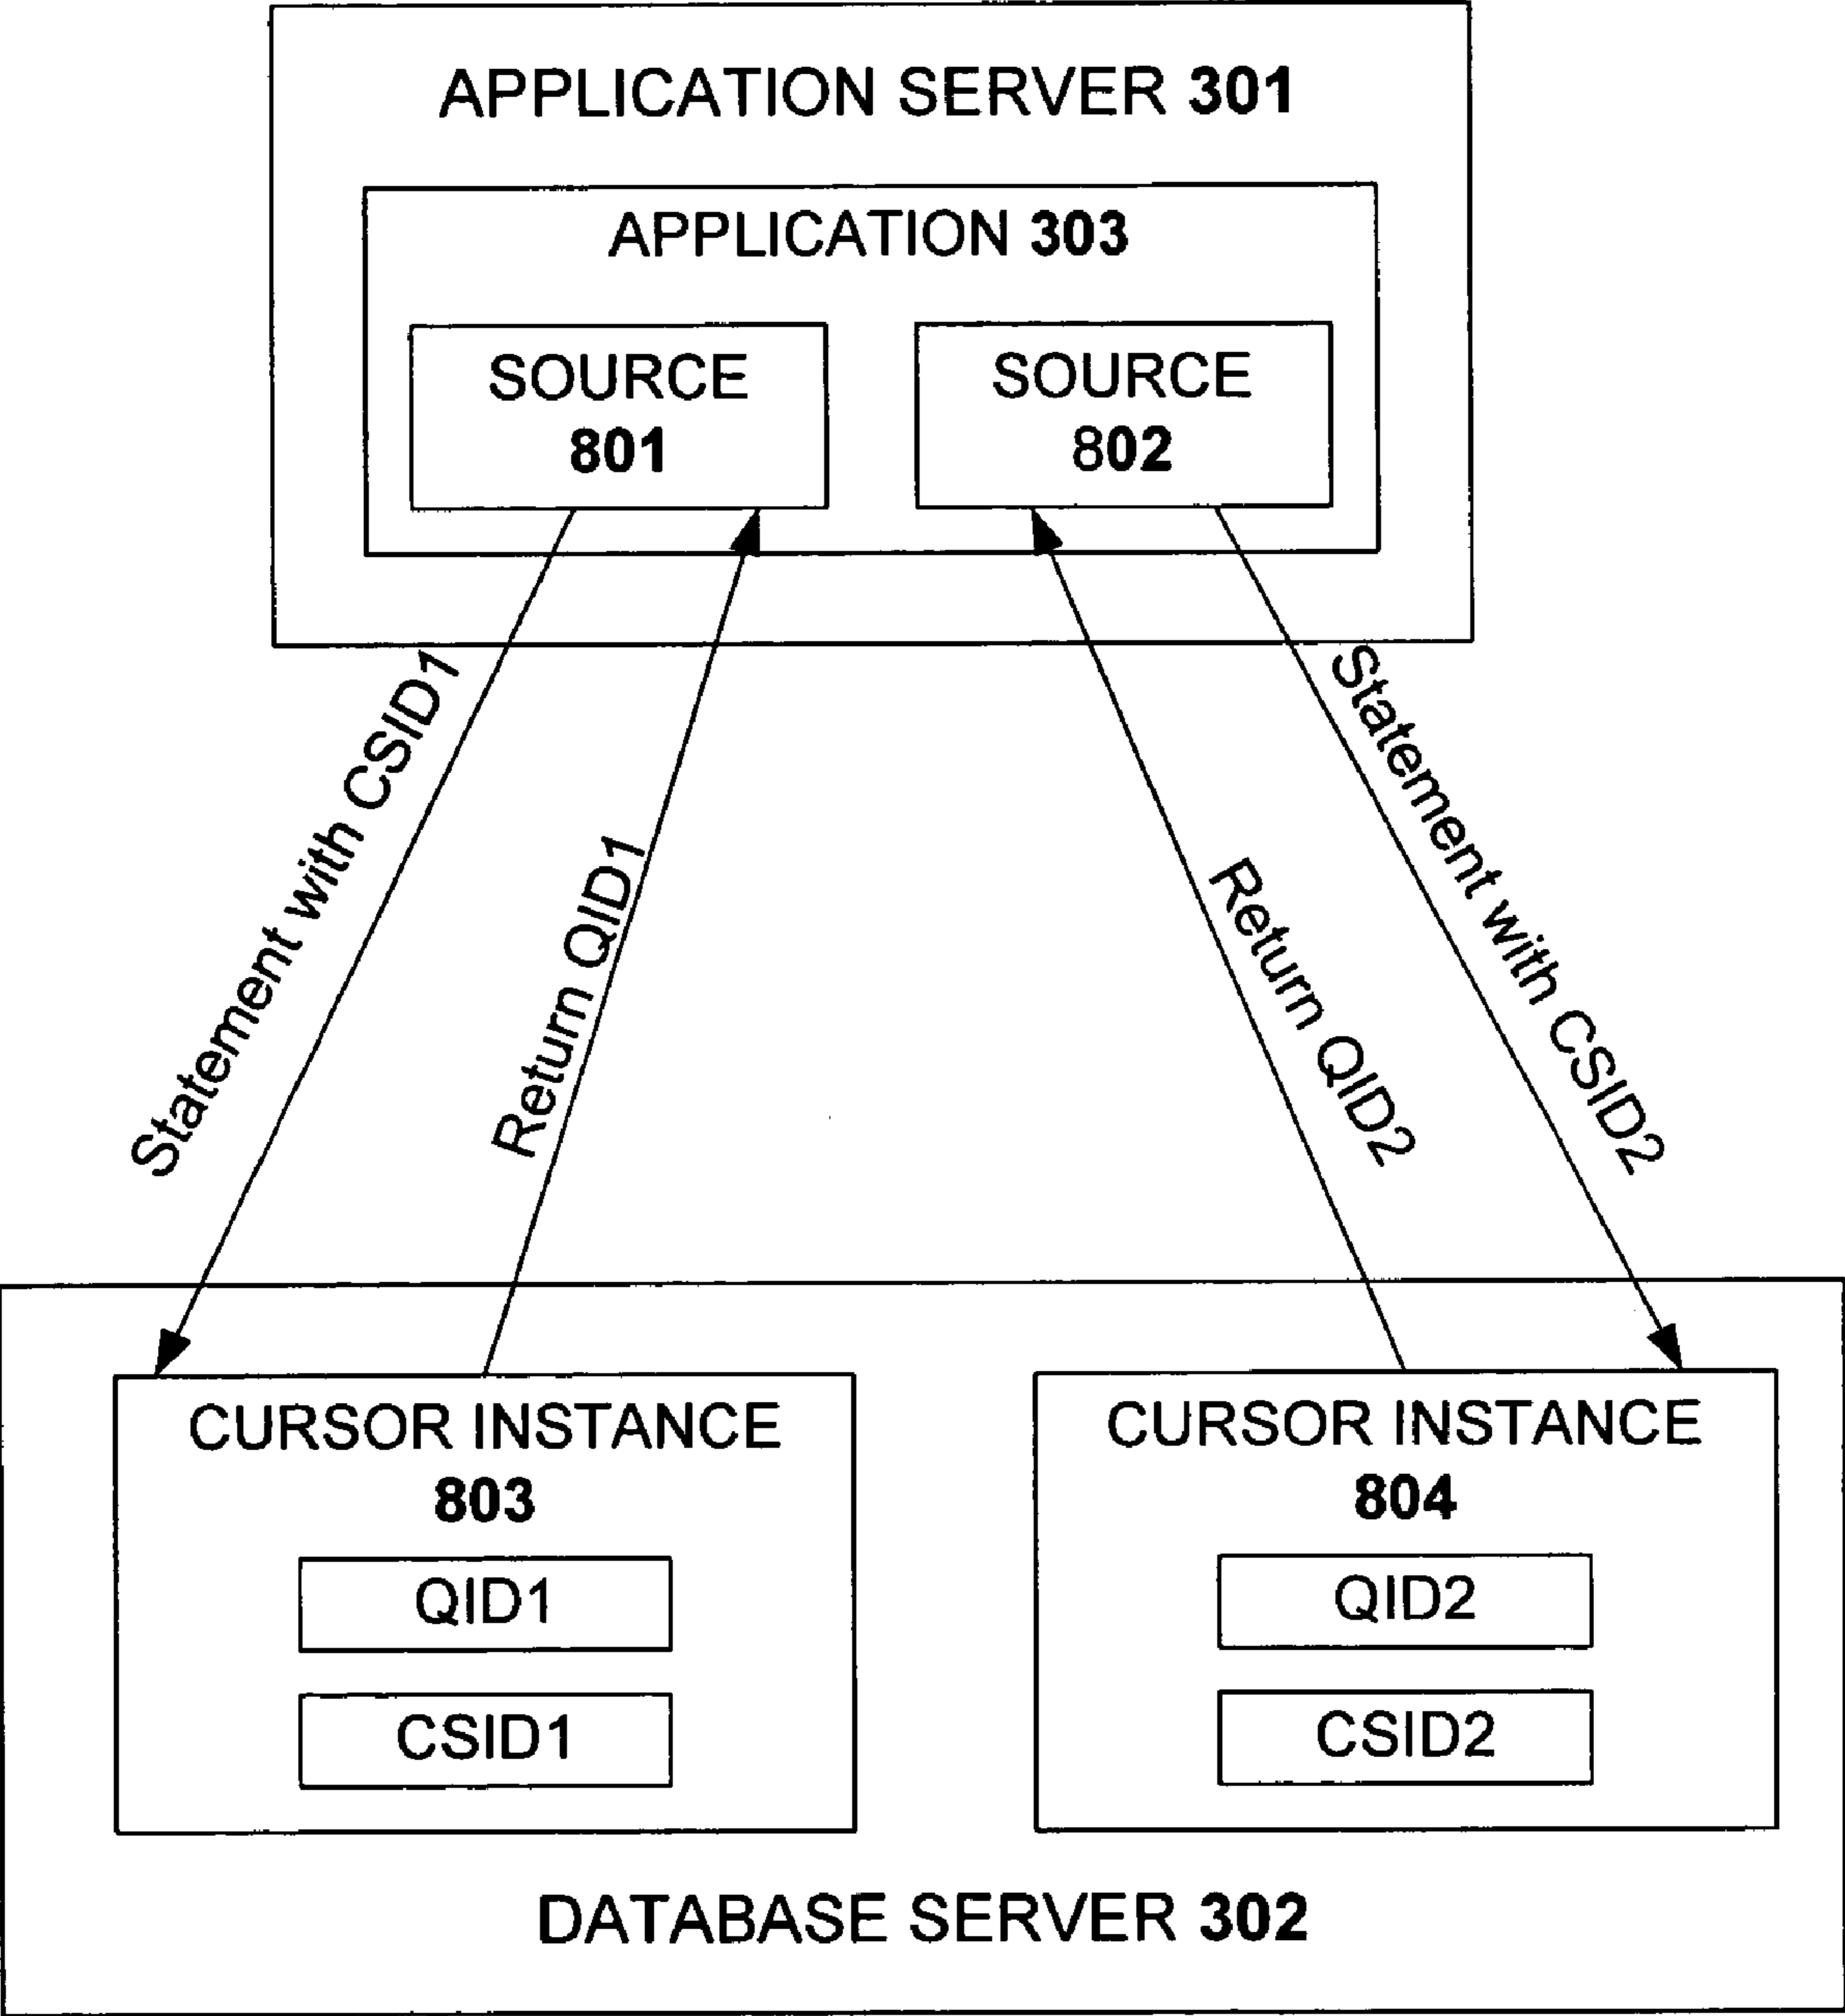 APPLICATION SERVER 301
APPLICATION 303
SOURCE
801
SOURCE
802
Statement with CSID1
Return QID1
Return QID2
Statement with CSID2
CURSOR INSTANCE
803
QID1
CSID1
CURSOR INSTANCE
804
QID2
CSID2
DATABASE SERVER 302